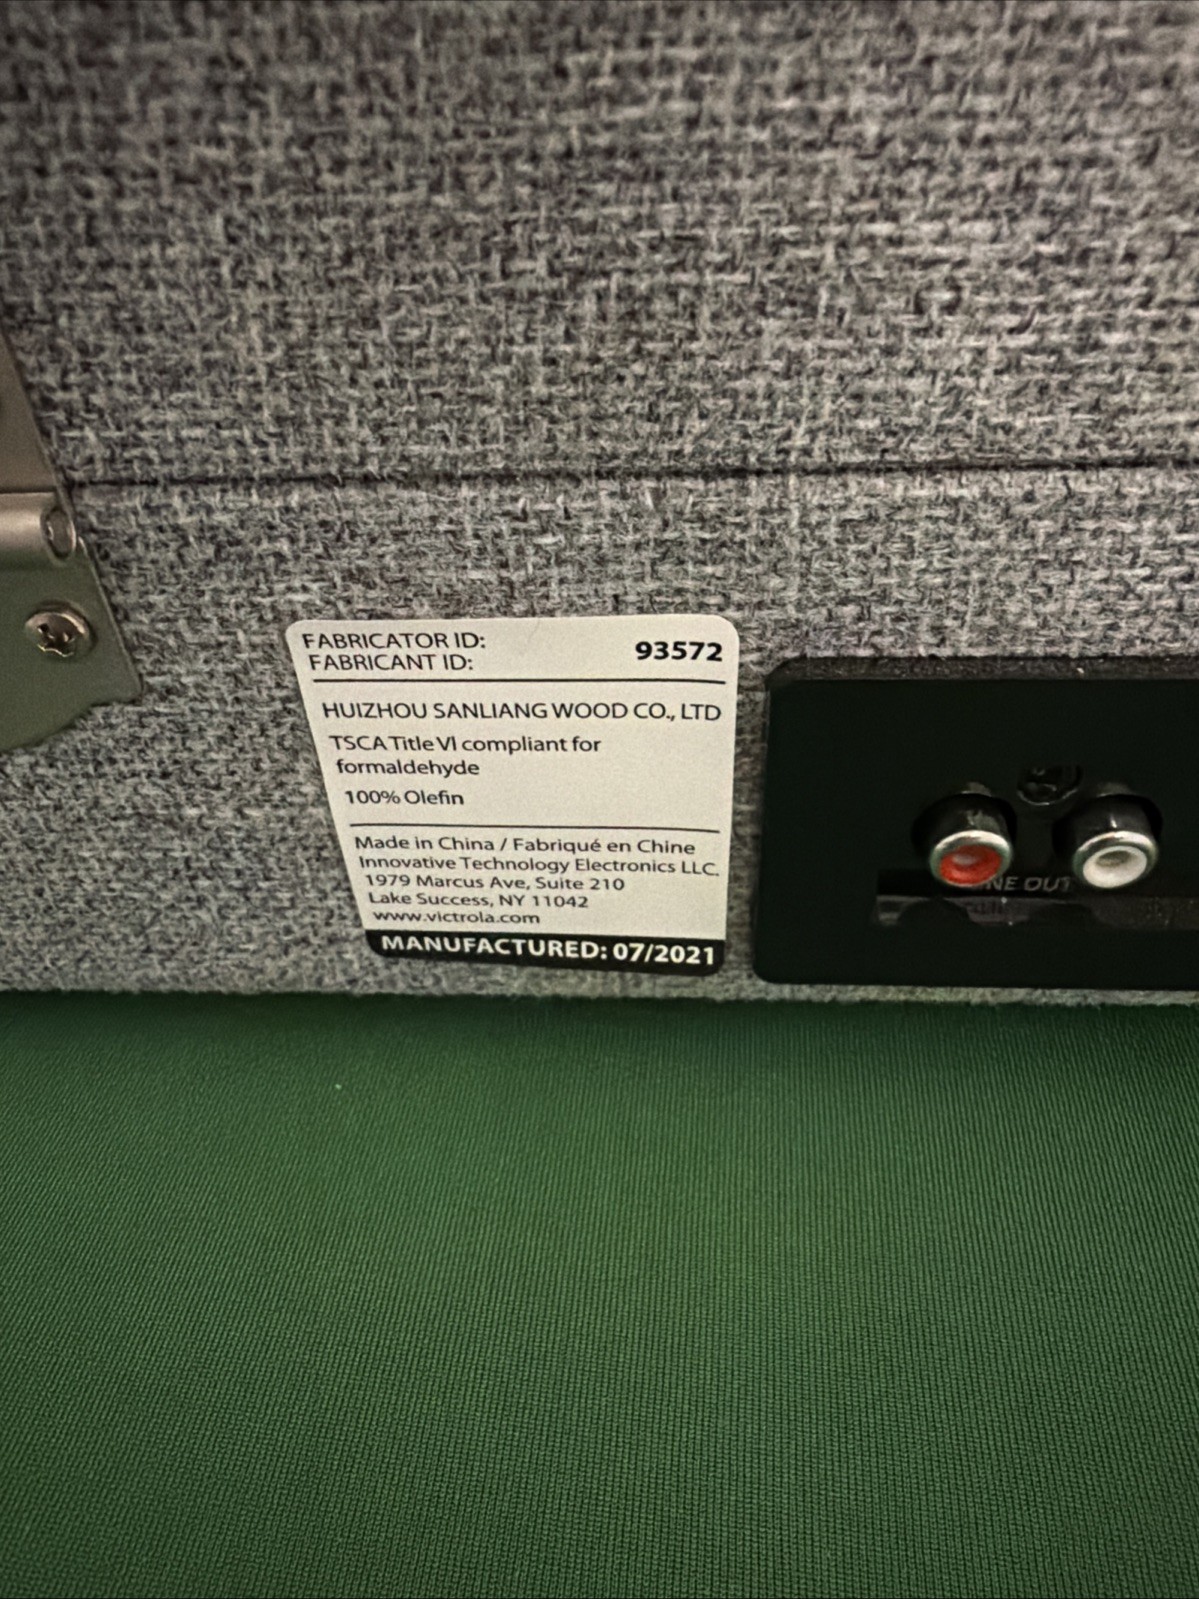 FABRICATOR ID:
FABRICANT ID:
93572
HUIZHOU SANLIANG WOOD CO., LTD
TSCA Title VI compliant for
formaldehyde
100% Olefin
Made in China / Fabriqué en Chine
Innovative Technology Electronics LLC.
1979 Marcus Ave, Suite 210
Lake Success, NY 11042
www.victrola.com
MANUFACTURED: 07/2021
OUT